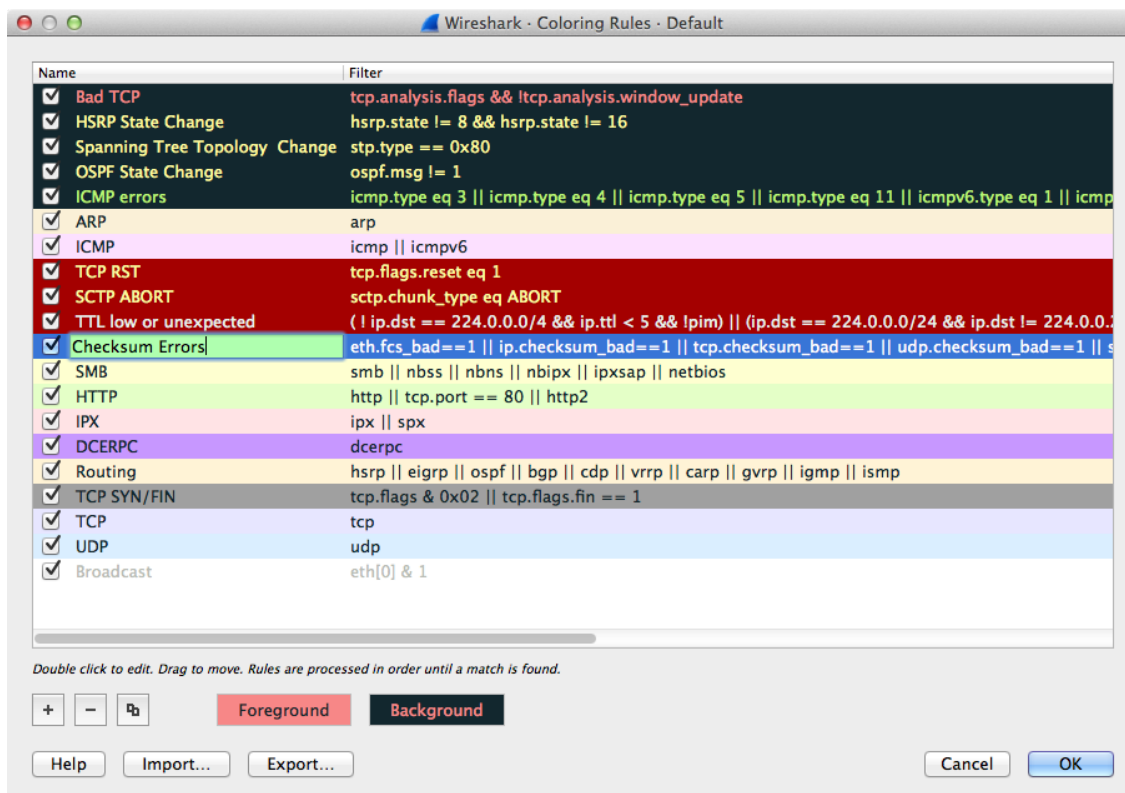 Wireshark · Coloring Rules · Default
Name Filter
Bad TCP tcp.analysis.flags && !tcp.analysis.window_update
HSRP State Change hsrp.state != 8 && hsrp.state != 16
Spanning Tree Topology  Change stp.type == 0x80
OSPF State Change ospf.msg != 1
ICMP errors icmp.type eq 3 || icmp.type eq 4 || icmp.type eq 5 || icmp.type eq 11 || icmpv6.type eq 1 || icmp
ARP arp
ICMP icmp || icmpv6
TCP RST tcp.flags.reset eq 1
SCTP ABORT sctp.chunk_type eq ABORT
TTL low or unexpected ( ! ip.dst == 224.0.0.0/4 && ip.ttl < 5 && !pim) || (ip.dst == 224.0.0.0/24 && ip.dst != 224.0.0.
Checksum Errors eth.fcs_bad==1 || ip.checksum_bad==1 || tcp.checksum_bad==1 || udp.checksum_bad==1 || s
SMB smb || nbss || nbns || nbipx || ipxsap || netbios
HTTP http || tcp.port == 80 || http2
IPX ipx || spx
DCERPC dcerpc
Routing hsrp || eigrp || ospf || bgp || cdp || vrrp || carp || gvrp || igmp || ismp
TCP SYN/FIN tcp.flags & 0x02 || tcp.flags.fin == 1
TCP tcp
UDP udp
Broadcast eth[0] & 1
Double click to edit. Drag to move. Rules are processed in order until a match is found.
+ − Foreground Background
Help Import... Export... Cancel OK